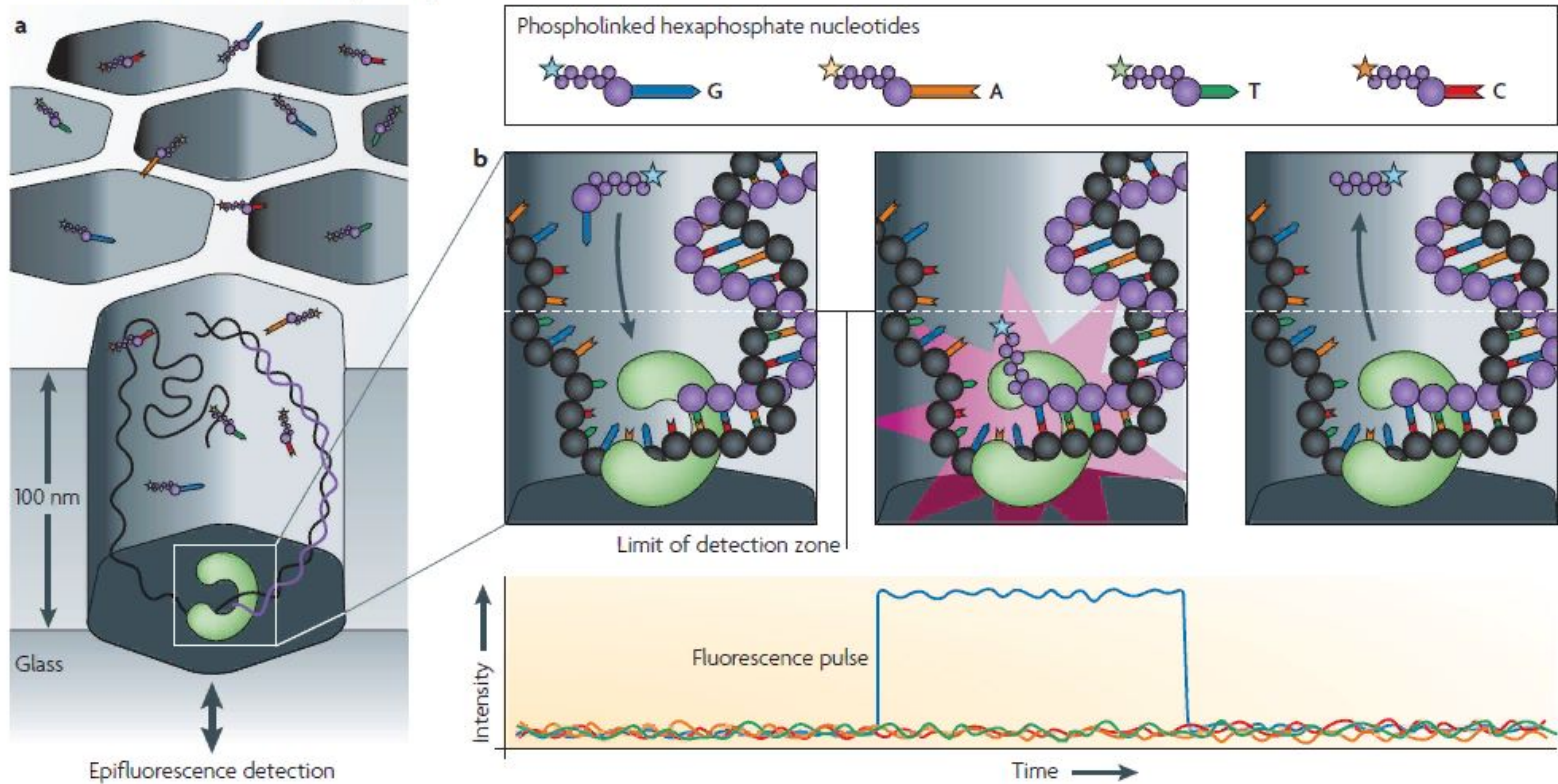 a
Phospholinked hexaphosphate nucleotides
G
A
T
C
b
100 nm
Glass
Epifluorescence detection
Limit of detection zone
Intensity
Fluorescence pulse
Time